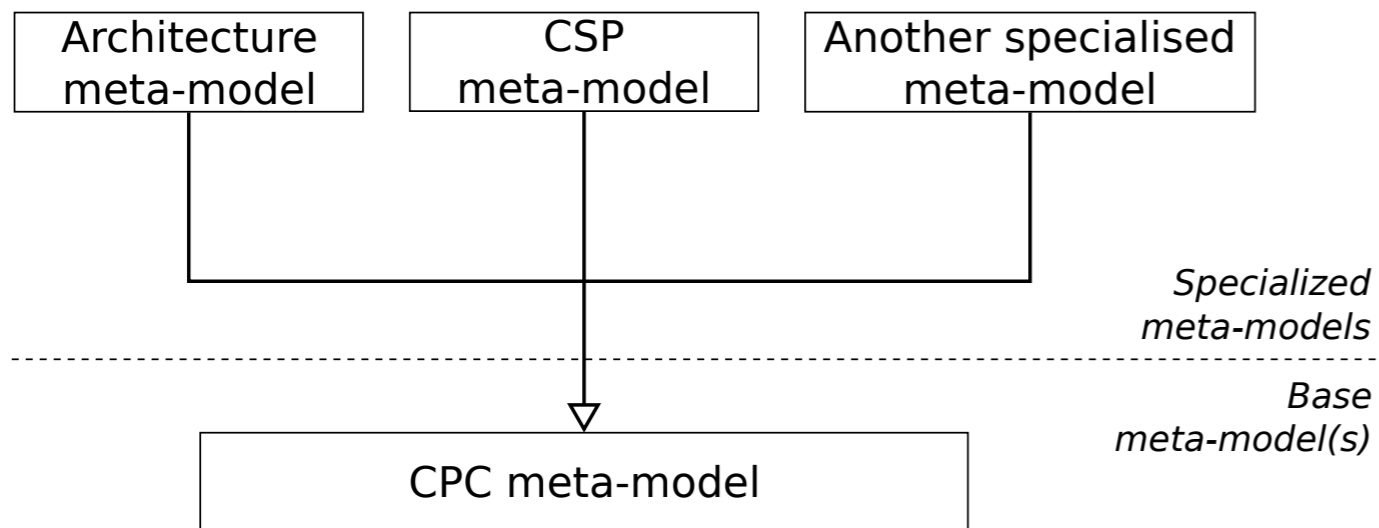 Architecture
meta-model
CSP
meta-model
Another specialised
meta-model
Specialized
meta-models
Base
meta-model(s)
CPC meta-model